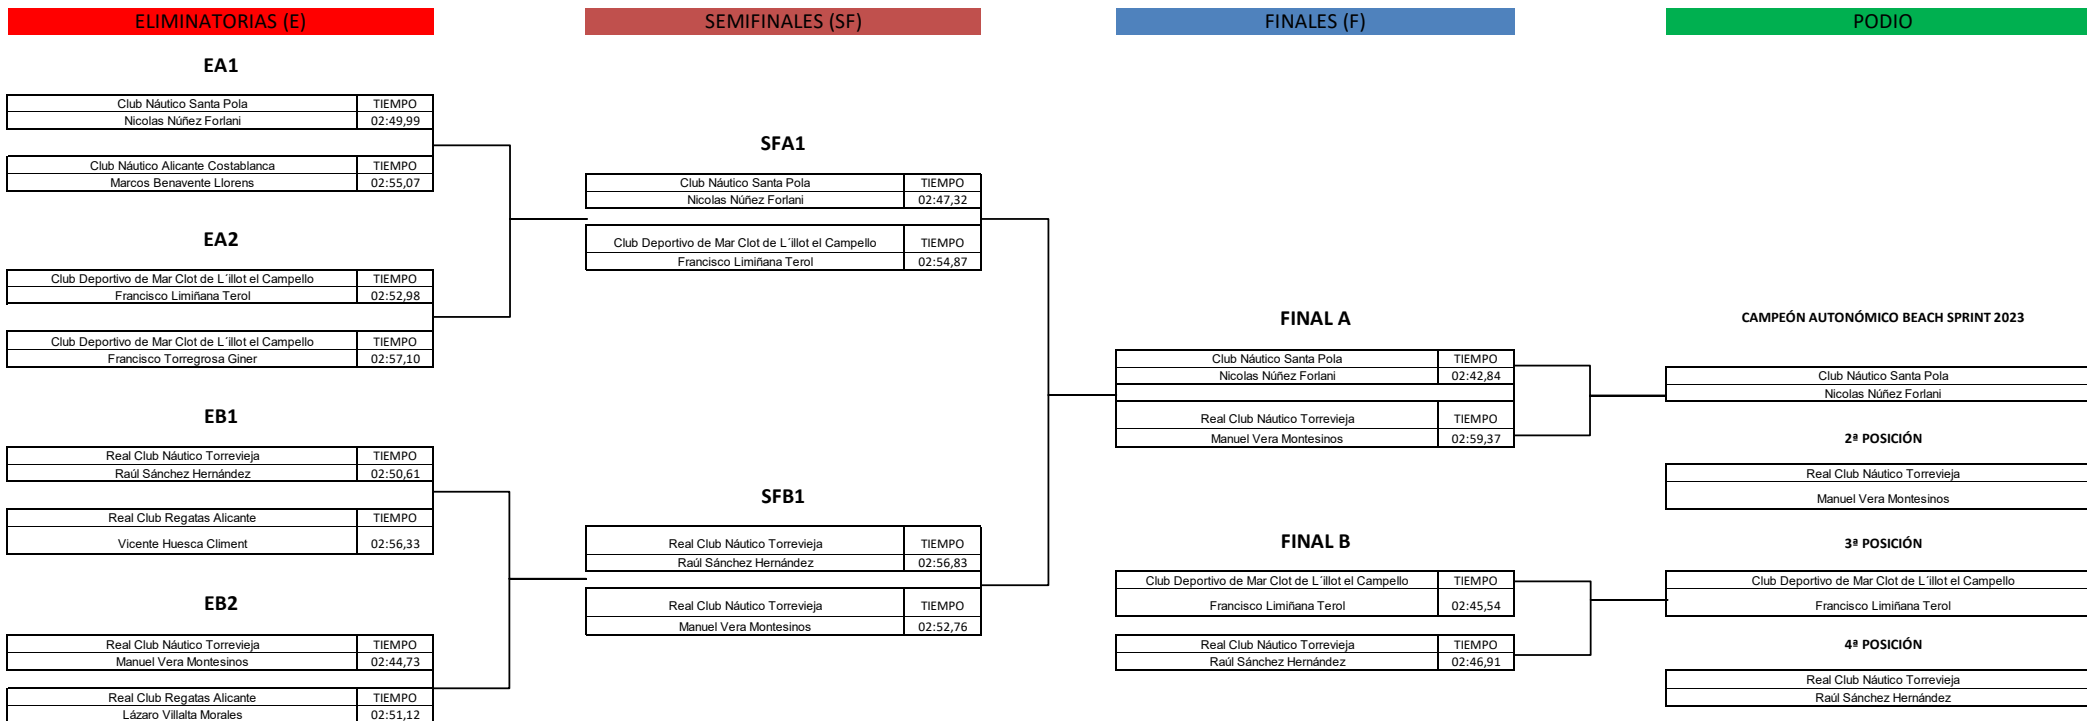 ELIMINATORIAS (E)
SEMIFINALES (SF)
FINALES (F)
PODIO
EA1
Club Náutico Santa Pola TIEMPO
Nicolas Núñez Forlani 02:49,99
Club Náutico Alicante Costablanca TIEMPO
Marcos Benavente Llorens 02:55,07
EA2
Club Deportivo de Mar Clot de L´illot el Campello TIEMPO
Francisco Limiñana Terol 02:52,98
Club Deportivo de Mar Clot de L´illot el Campello TIEMPO
Francisco Torregrosa Giner 02:57,10
EB1
Real Club Náutico Torrevieja TIEMPO
Raúl Sánchez Hernández 02:50,61
Real Club Regatas Alicante TIEMPO
Vicente Huesca Climent 02:56,33
EB2
Real Club Náutico Torrevieja TIEMPO
Manuel Vera Montesinos 02:44,73
Real Club Regatas Alicante TIEMPO
Lázaro Villalta Morales 02:51,12
SFA1
Club Náutico Santa Pola TIEMPO
Nicolas Núñez Forlani 02:47,32
Club Deportivo de Mar Clot de L´illot el Campello TIEMPO
Francisco Limiñana Terol 02:54,87
SFB1
Real Club Náutico Torrevieja TIEMPO
Raúl Sánchez Hernández 02:56,83
Real Club Náutico Torrevieja TIEMPO
Manuel Vera Montesinos 02:52,76
FINAL A
Club Náutico Santa Pola TIEMPO
Nicolas Núñez Forlani 02:42,84
Real Club Náutico Torrevieja TIEMPO
Manuel Vera Montesinos 02:59,37
FINAL B
Club Deportivo de Mar Clot de L´illot el Campello TIEMPO
Francisco Limiñana Terol 02:45,54
Real Club Náutico Torrevieja TIEMPO
Raúl Sánchez Hernández 02:46,91
CAMPEÓN AUTONÓMICO BEACH SPRINT 2023
Club Náutico Santa Pola
Nicolas Núñez Forlani
2ª POSICIÓN
Real Club Náutico Torrevieja
Manuel Vera Montesinos
3ª POSICIÓN
Club Deportivo de Mar Clot de L´illot el Campello
Francisco Limiñana Terol
4ª POSICIÓN
Real Club Náutico Torrevieja
Raúl Sánchez Hernández